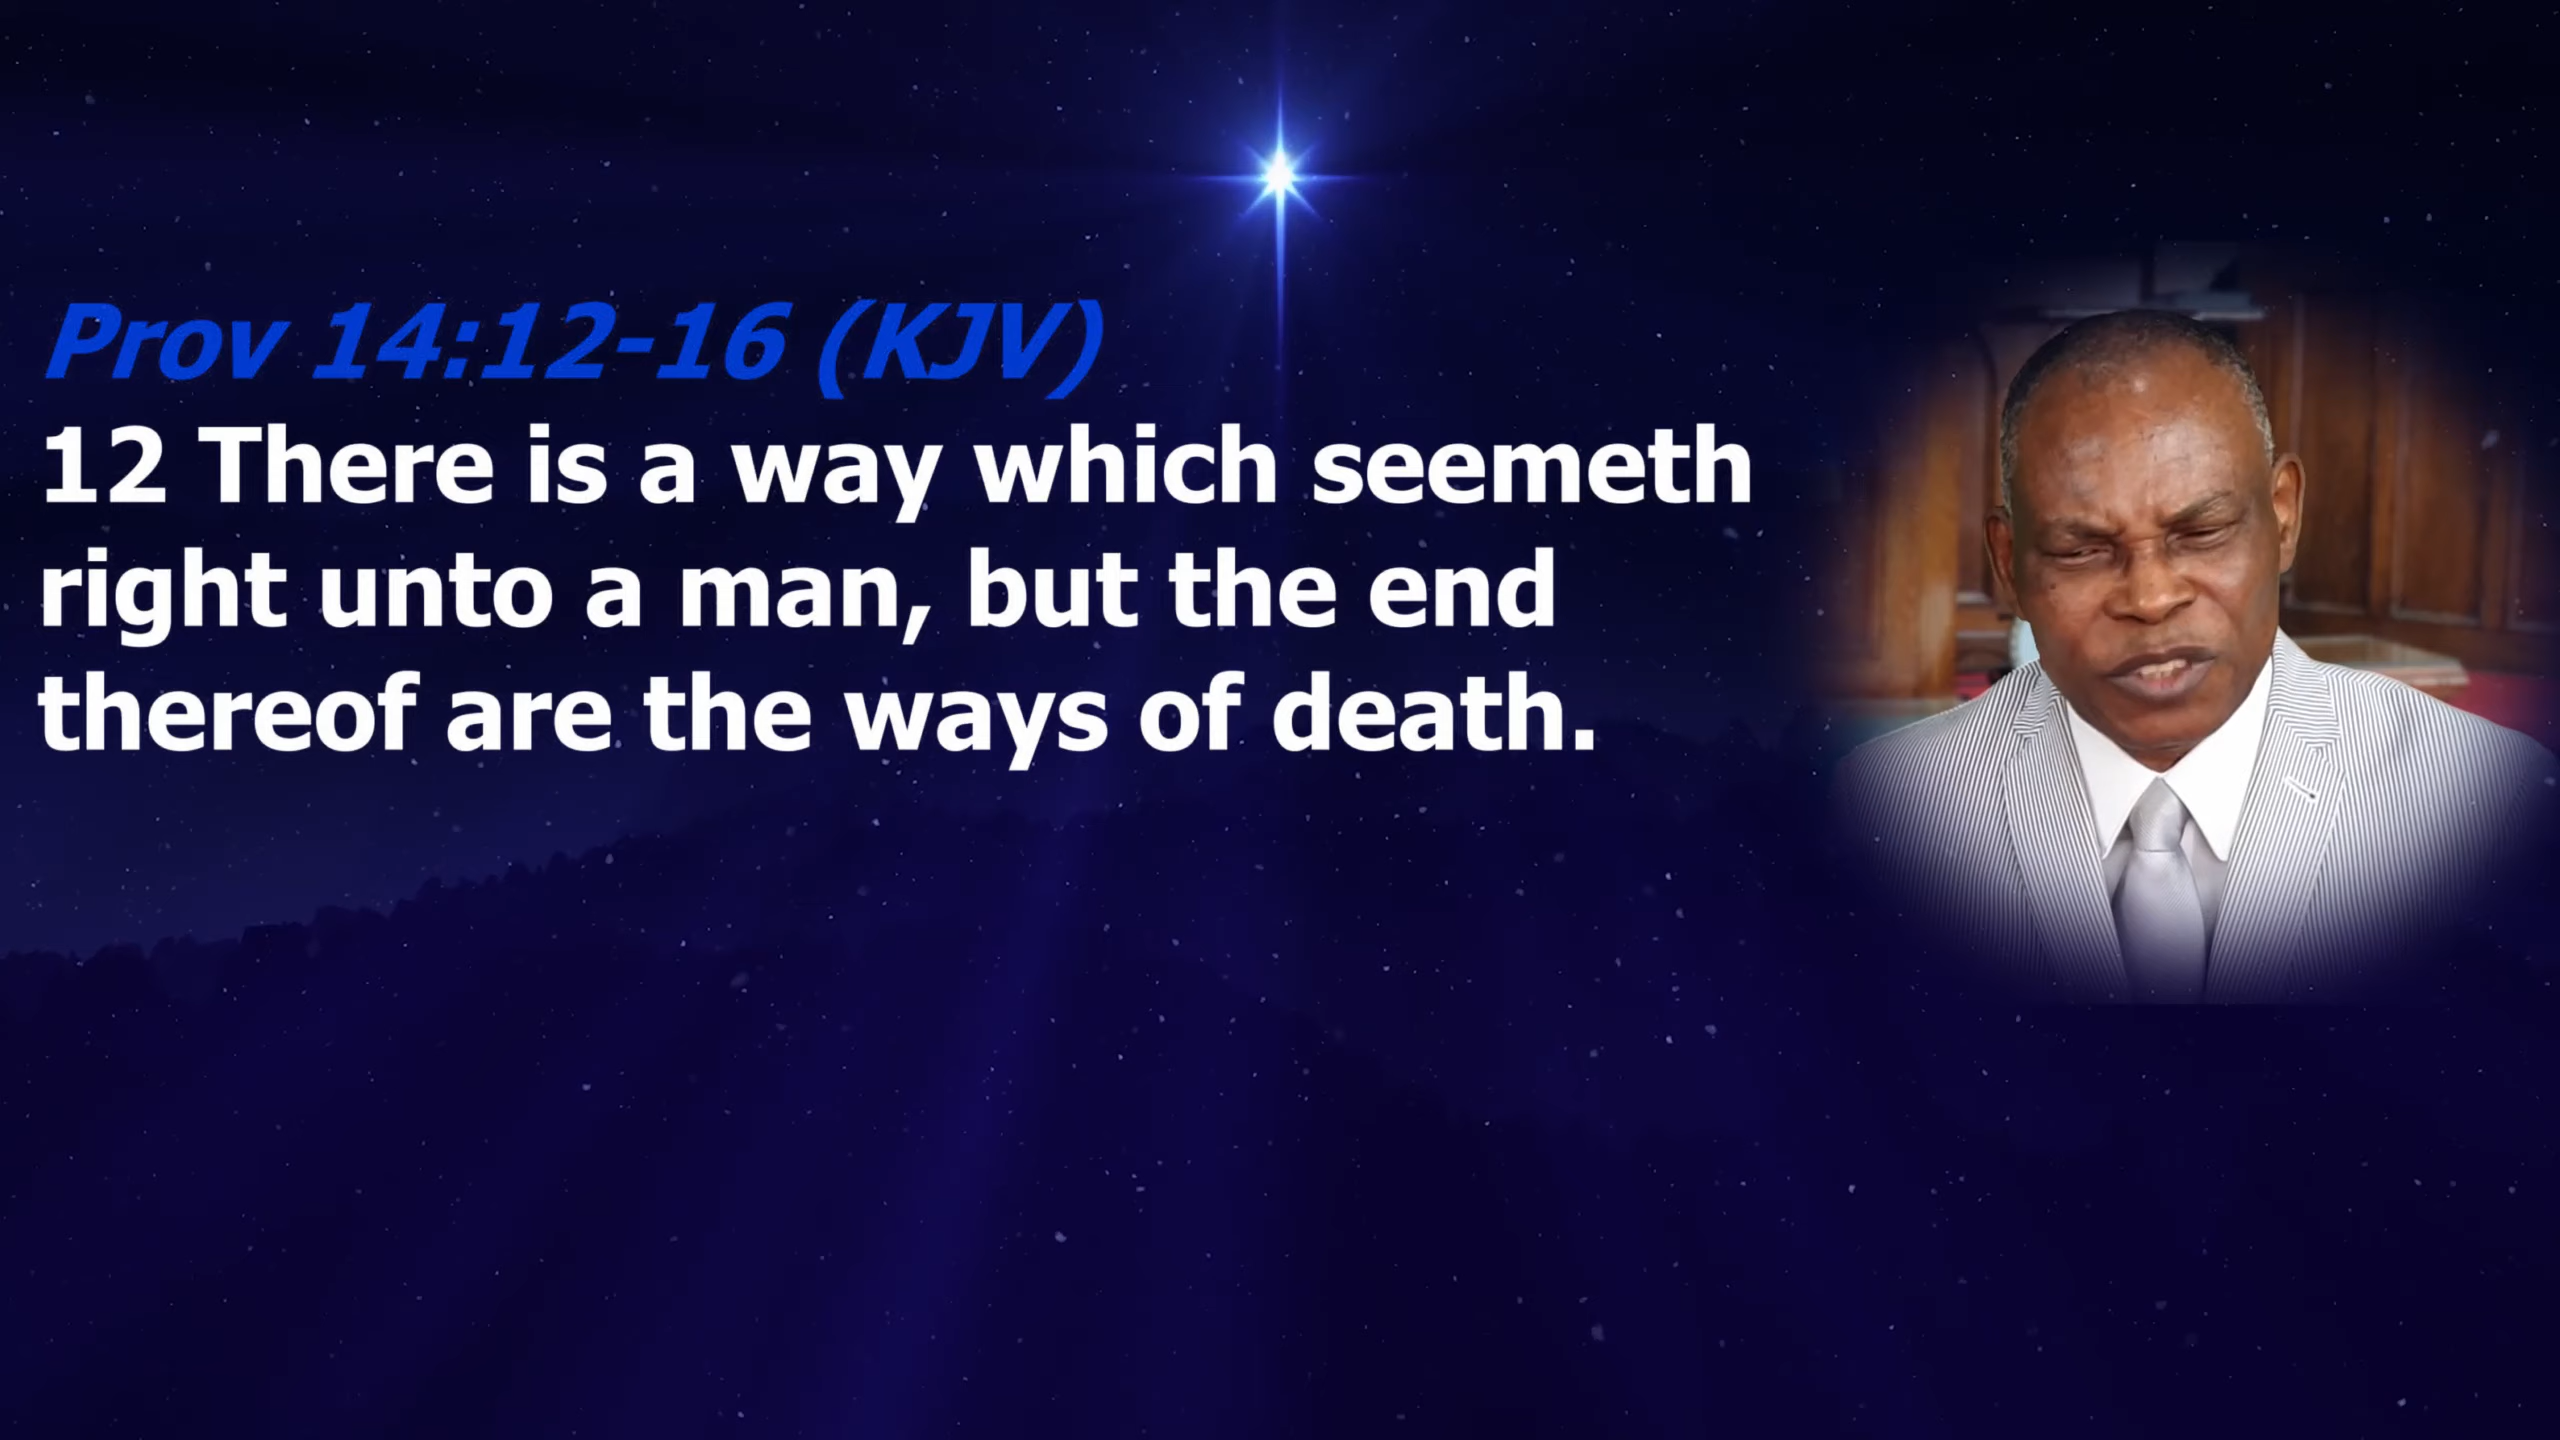 Prov 14:12-16 (KJV)
12 There is a way which seemeth
right unto a man, but the end
thereof are the ways of death.